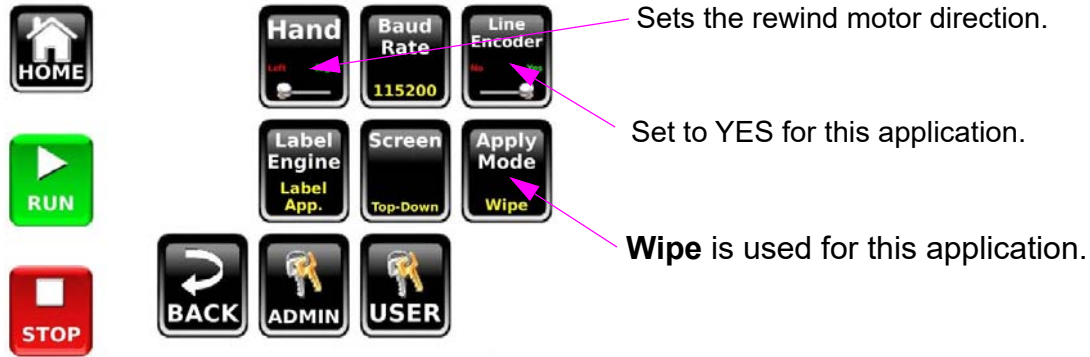 HOME
Hand
Left
Baud
Rate
115200
Line
Encoder
No Yes
Sets the rewind motor direction.
Set to YES for this application.
RUN
Label
Engine
Label
App.
Screen
Top-Down
Apply
Mode
Wipe
Wipe is used for this application.
STOP
BACK
ADMIN
USER